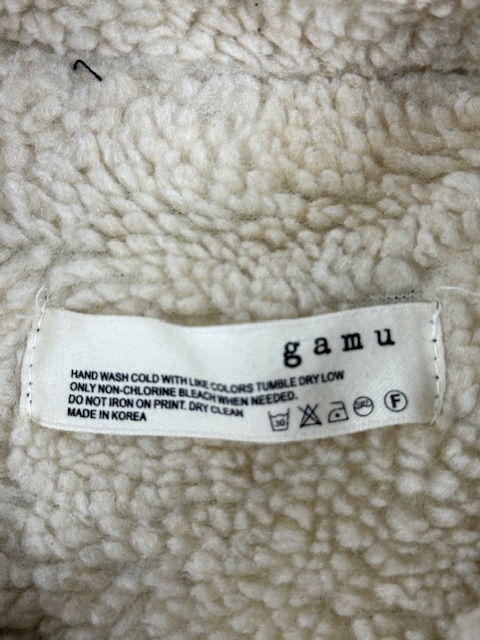 gamu
HAND WASH COLD WITH LIKE COLORS TUMBLE DRY LOW
ONLY NON-CHLORINE BLEACH WHEN NEEDED.
DO NOT IRON ON PRINT. DRY CLEAN
MADE IN KOREA
30 F